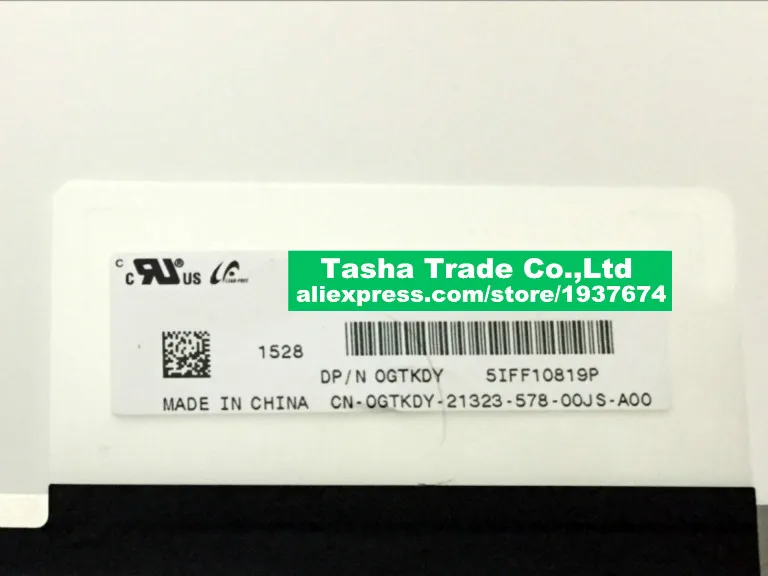 Tasha Trade Co.,Ltd
aliexpress.com/store/1937674
C
C US ®
1528
DP/N 0GTKDY 5IFF10819P
MADE IN CHINA CN-0GTKDY-21323-578-00JS-A00